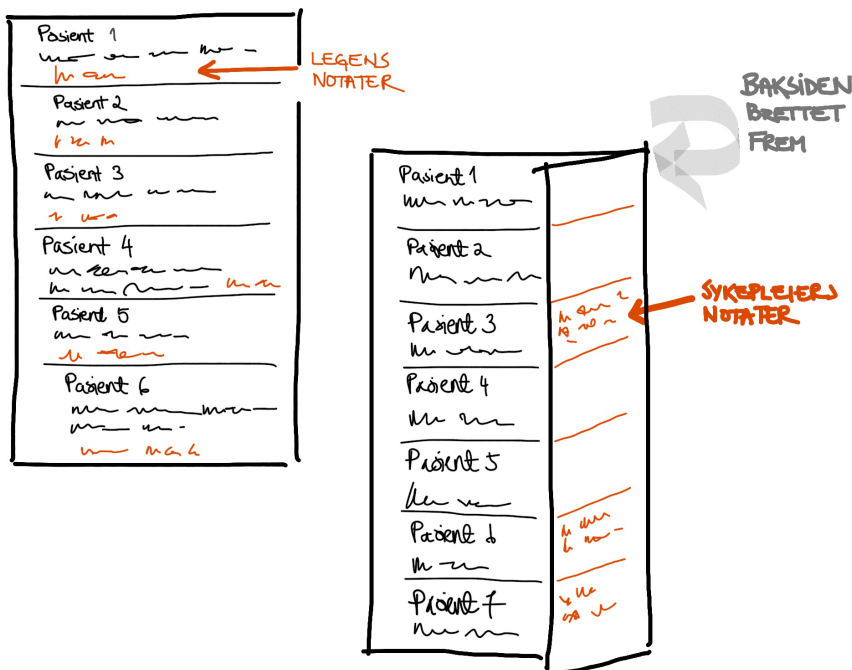 Pasient 1
LEGENS
NOTATER
Pasient 2
Pasient 3
Pasient 4
Pasient 5
Pasient 6
BAKSIDEN
BRETTET
FREM
Pasient 1
Pasient 2
Pasient 3
SYKEPLEIERS
NOTATER
Pasient 4
Pasient 5
Pasient 6
Pasient 7